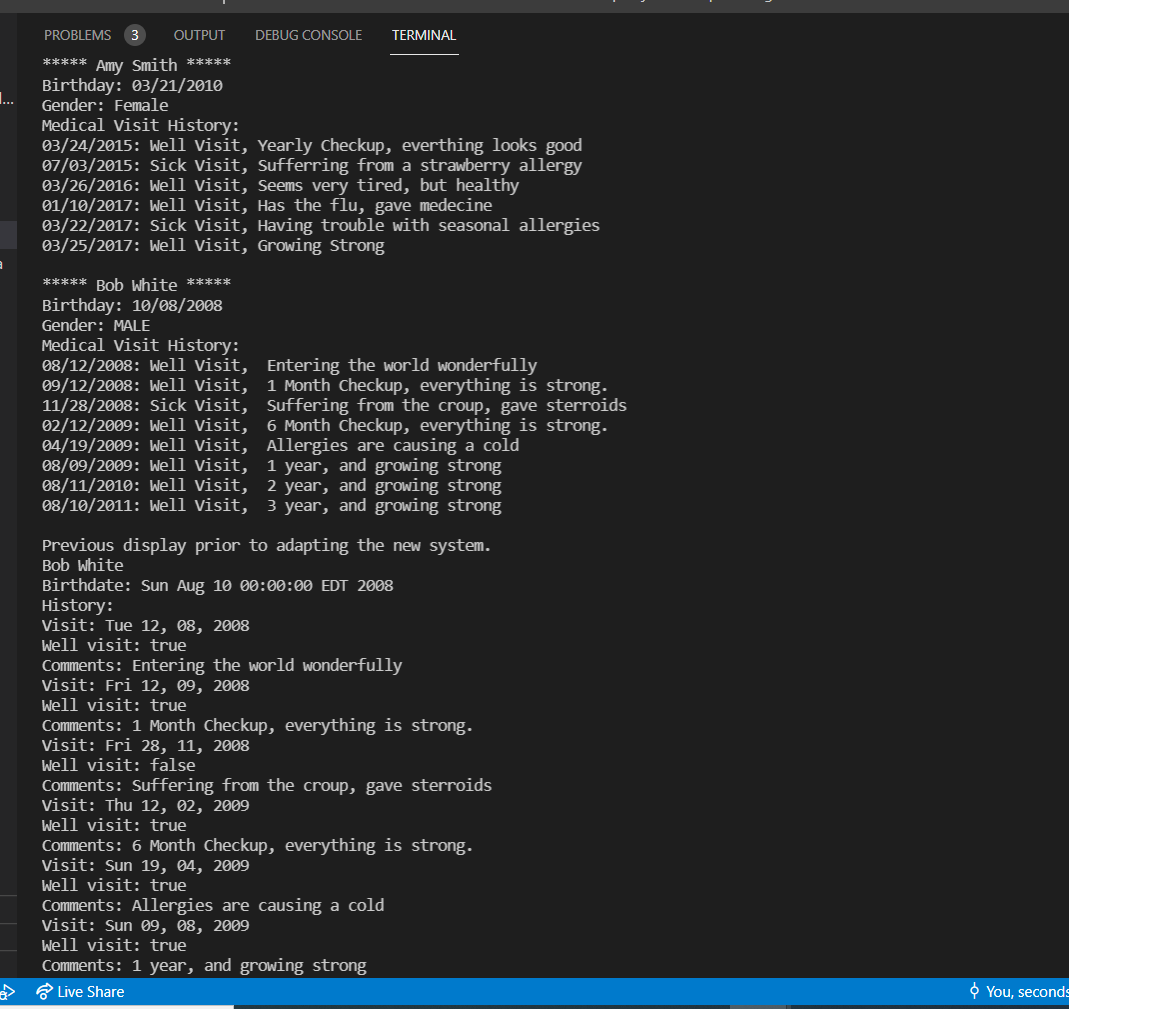 PROBLEMS 3 OUTPUT DEBUG CONSOLE TERMINAL
***** Amy Smith *****
Birthday: 03/21/2010
Gender: Female
Medical Visit History:
03/24/2015: Well Visit, Yearly Checkup, everthing looks good
07/03/2015: Sick Visit, Sufferring from a strawberry allergy
03/26/2016: Well Visit, Seems very tired, but healthy
01/10/2017: Well Visit, Has the flu, gave medecine
03/22/2017: Sick Visit, Having trouble with seasonal allergies
03/25/2017: Well Visit, Growing Strong
***** Bob White *****
Birthday: 10/08/2008
Gender: MALE
Medical Visit History:
08/12/2008: Well Visit,  Entering the world wonderfully
09/12/2008: Well Visit,  1 Month Checkup, everything is strong.
11/28/2008: Sick Visit,  Suffering from the croup, gave sterroids
02/12/2009: Well Visit,  6 Month Checkup, everything is strong.
04/19/2009: Well Visit,  Allergies are causing a cold
08/09/2009: Well Visit,  1 year, and growing strong
08/11/2010: Well Visit,  2 year, and growing strong
08/10/2011: Well Visit,  3 year, and growing strong
Previous display prior to adapting the new system.
Bob White
Birthdate: Sun Aug 10 00:00:00 EDT 2008
History:
Visit: Tue 12, 08, 2008
Well visit: true
Comments: Entering the world wonderfully
Visit: Fri 12, 09, 2008
Well visit: true
Comments: 1 Month Checkup, everything is strong.
Visit: Fri 28, 11, 2008
Well visit: false
Comments: Suffering from the croup, gave sterroids
Visit: Thu 12, 02, 2009
Well visit: true
Comments: 6 Month Checkup, everything is strong.
Visit: Sun 19, 04, 2009
Well visit: true
Comments: Allergies are causing a cold
Visit: Sun 09, 08, 2009
Well visit: true
Comments: 1 year, and growing strong
Live Share You, seconds